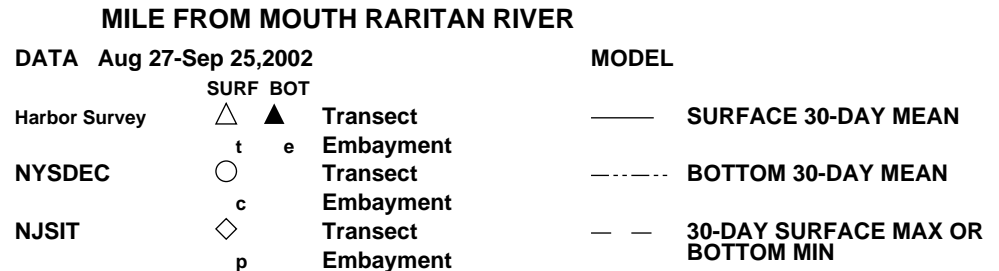 MILE FROM MOUTH RARITAN RIVER
DATA Aug 27-Sep 25,2002 MODEL
SURF BOT
Harbor Survey Transect SURFACE 30-DAY MEAN
t e Embayment
NYSDEC Transect BOTTOM 30-DAY MEAN
c Embayment
NJSIT Transect 30-DAY SURFACE MAX OR
BOTTOM MIN
p Embayment